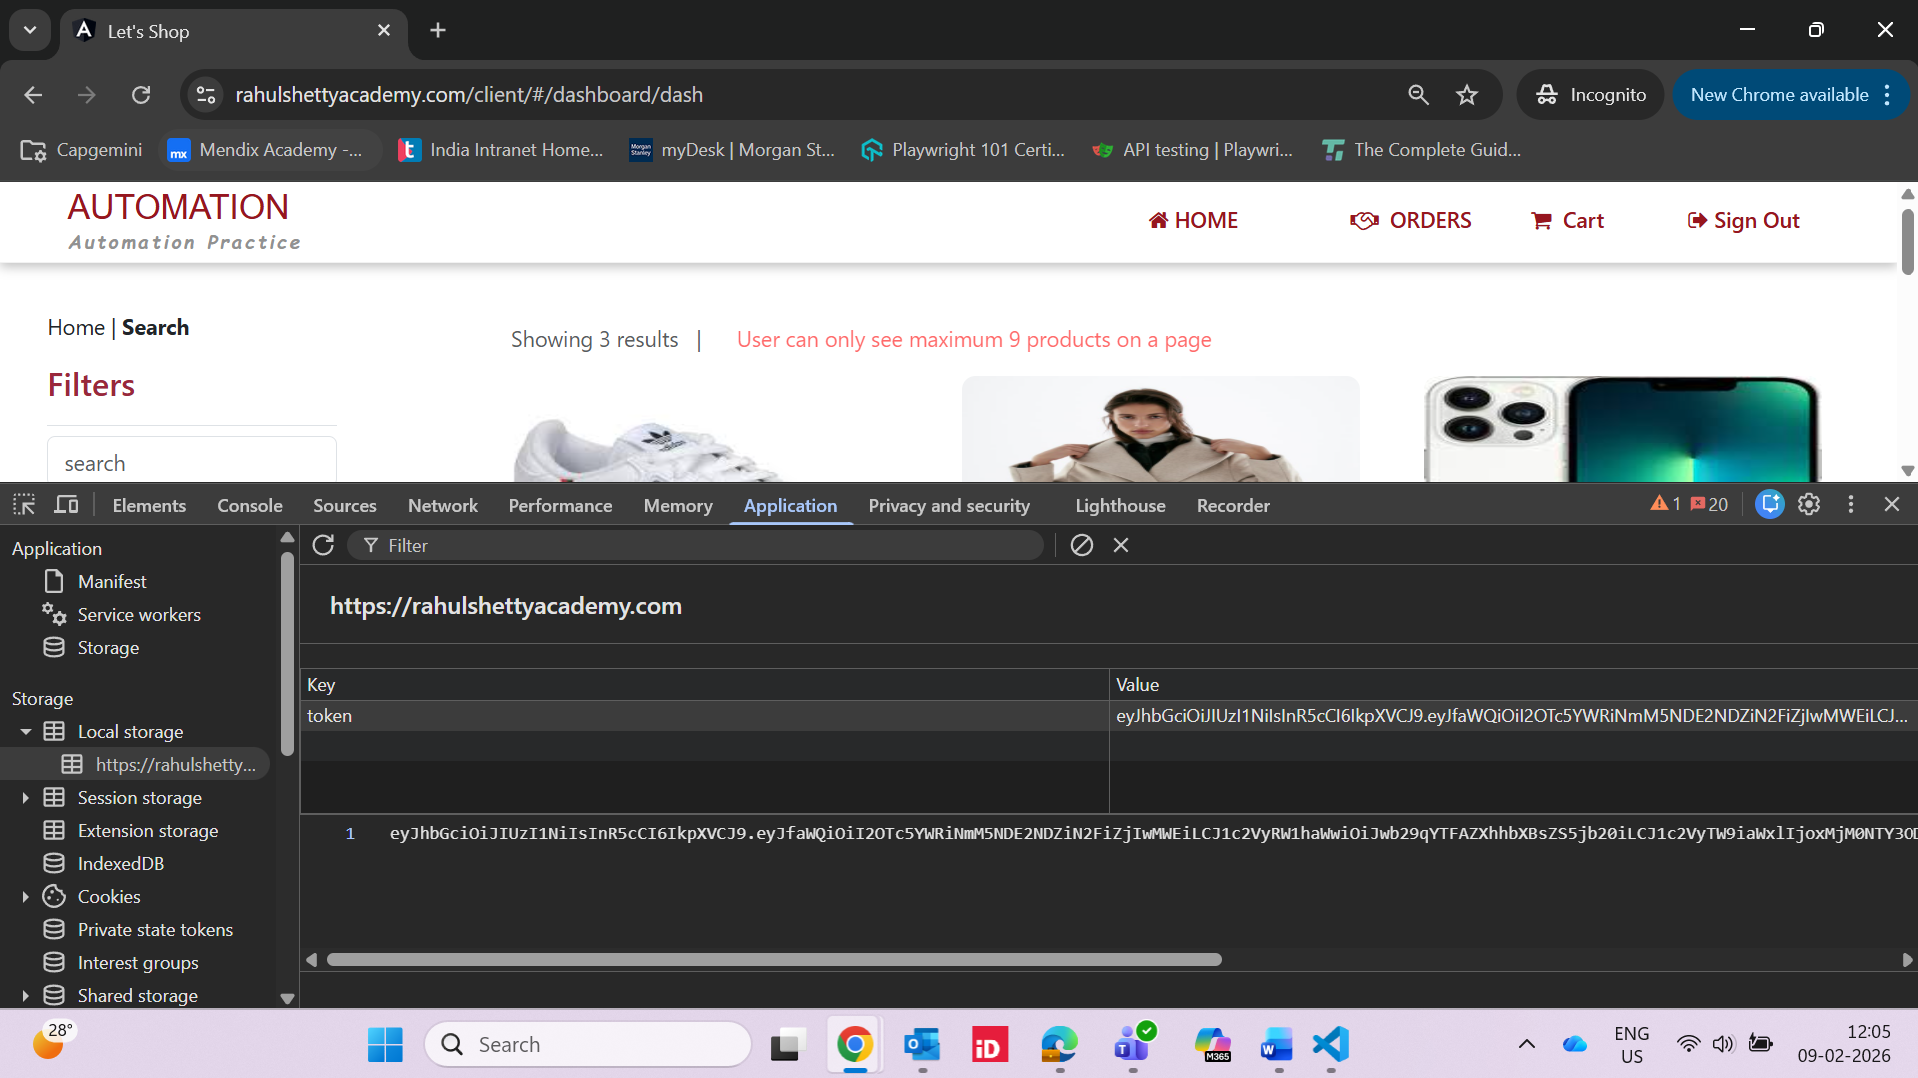 Let's Shop
rahulshettyacademy.com/client/#/dashboard/dash
Incognito
New Chrome available
Capgemini
Mendix Academy -...
India Intranet Home...
myDesk | Morgan St...
Playwright 101 Certi...
API testing | Playwri...
The Complete Guid...
AUTOMATION
Automation Practice
HOME
ORDERS
Cart
Sign Out
Home | Search
Showing 3 results |
User can only see maximum 9 products on a page
Filters
search
Elements
Console
Sources
Network
Performance
Memory
Application
Privacy and security
Lighthouse
Recorder
1
20
Application
Manifest
Service workers
Storage
Storage
Local storage
https://rahulshetty...
Session storage
Extension storage
IndexedDB
Cookies
Private state tokens
Interest groups
Shared storage
Filter
https://rahulshettyacademy.com
Key
Value
token
eyJhbGciOiJIUzI1NiIsInR5cCI6IkpXVCJ9.eyJfaWQiOiI2OTc5YWRiNmM5NDE2NDZiN2FiZjIwMWEiLCJ...
1
eyJhbGciOiJIUzI1NiIsInR5cCI6IkpXVCJ9.eyJfaWQiOiI2OTc5YWRiNmM5NDE2NDZiN2FiZjIwMWEiLCJ1c2VyRW1haWwiOiJwb29qYTFAZXhhbXBsZS5jb20iLCJ1c2VyTW9iaWxlIjoxMjM0NTY3OD
28°
Search
M365
ENG
US
12:05
09-02-2026